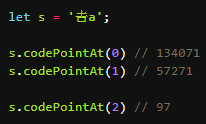 let s = '𠮷a';
s.codePointAt(0) // 134071
s.codePointAt(1) // 57271
s.codePointAt(2) // 97